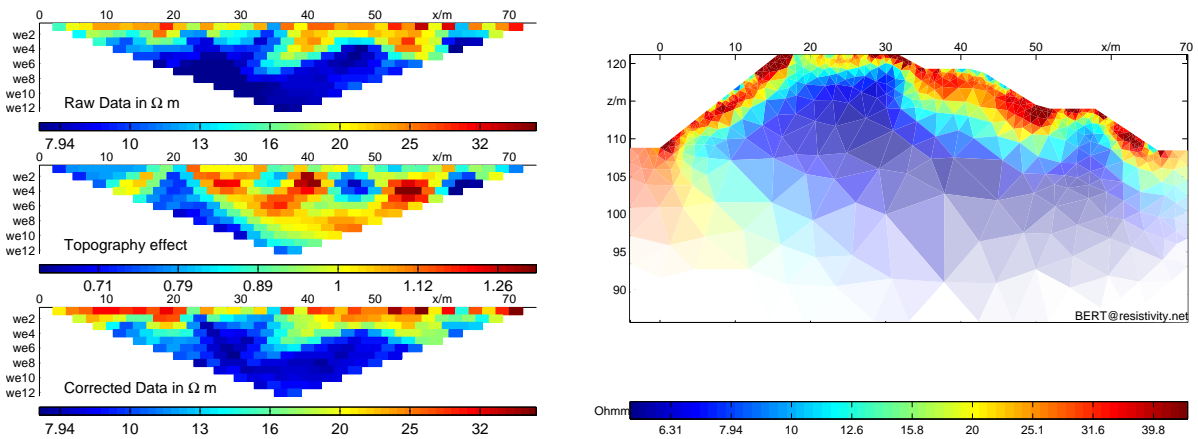 0 10 20 30 40 50 x/m 70
we2
we4
we6
we8
we10
we12
Raw Data in Ω m
7.94 10 13 16 20 25 32
0 10 20 30 40 50 x/m 70
we2
we4
we6
we8
we10
we12
Topography effect
0.71 0.79 0.89 1 1.12 1.26
0 10 20 30 40 50 x/m 70
we2
we4
we6
we8
we10
we12
Corrected Data in Ω m
7.94 10 13 16 20 25 32
0 10 20 30 40 50 x/m 70
120
z/m
110
105
100
95
90
BERT@resistivity.net
Ohmm
6.31 7.94 10 12.6 15.8 20 25.1 31.6 39.8